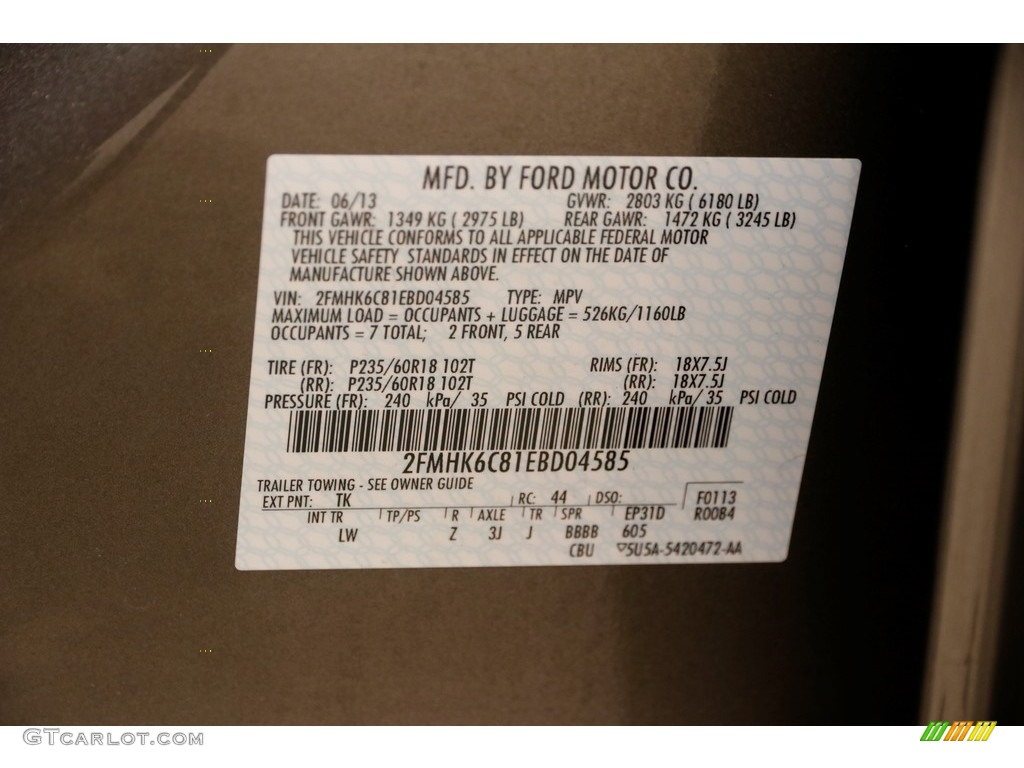 MFD. BY FORD MOTOR CO.
DATE: 06/13 GVWR: 2803 KG ( 6180 LB)
FRONT GAWR: 1349 KG ( 2975 LB) REAR GAWR: 1472 KG ( 3245 LB)
THIS VEHICLE CONFORMS TO ALL APPLICABLE FEDERAL MOTOR
VEHICLE SAFETY STANDARDS IN EFFECT ON THE DATE OF
MANUFACTURE SHOWN ABOVE.
VIN: 2FMHK6C81EBD04585 TYPE: MPV
MAXIMUM LOAD = OCCUPANTS + LUGGAGE = 526KG/1160LB
OCCUPANTS = 7 TOTAL; 2 FRONT, 5 REAR
TIRE (FR): P235/60R18 102T RIMS (FR): 18X7.5J
(RR): P235/60R18 102T (RR): 18X7.5J
PRESSURE (FR): 240 kPa/ 35 PSI COLD (RR): 240 kPa/ 35 PSI COLD
2FMHK6C81EBD04585
TRAILER TOWING - SEE OWNER GUIDE
EXT PNT: TK RC: 44 DSO: F0113
INT TR TP/PS R AXLE TR SPR EP31D R0084
LW Z 3J J BBBB 605
CBU 5U5A-5420472-AA
GTcarlot.com